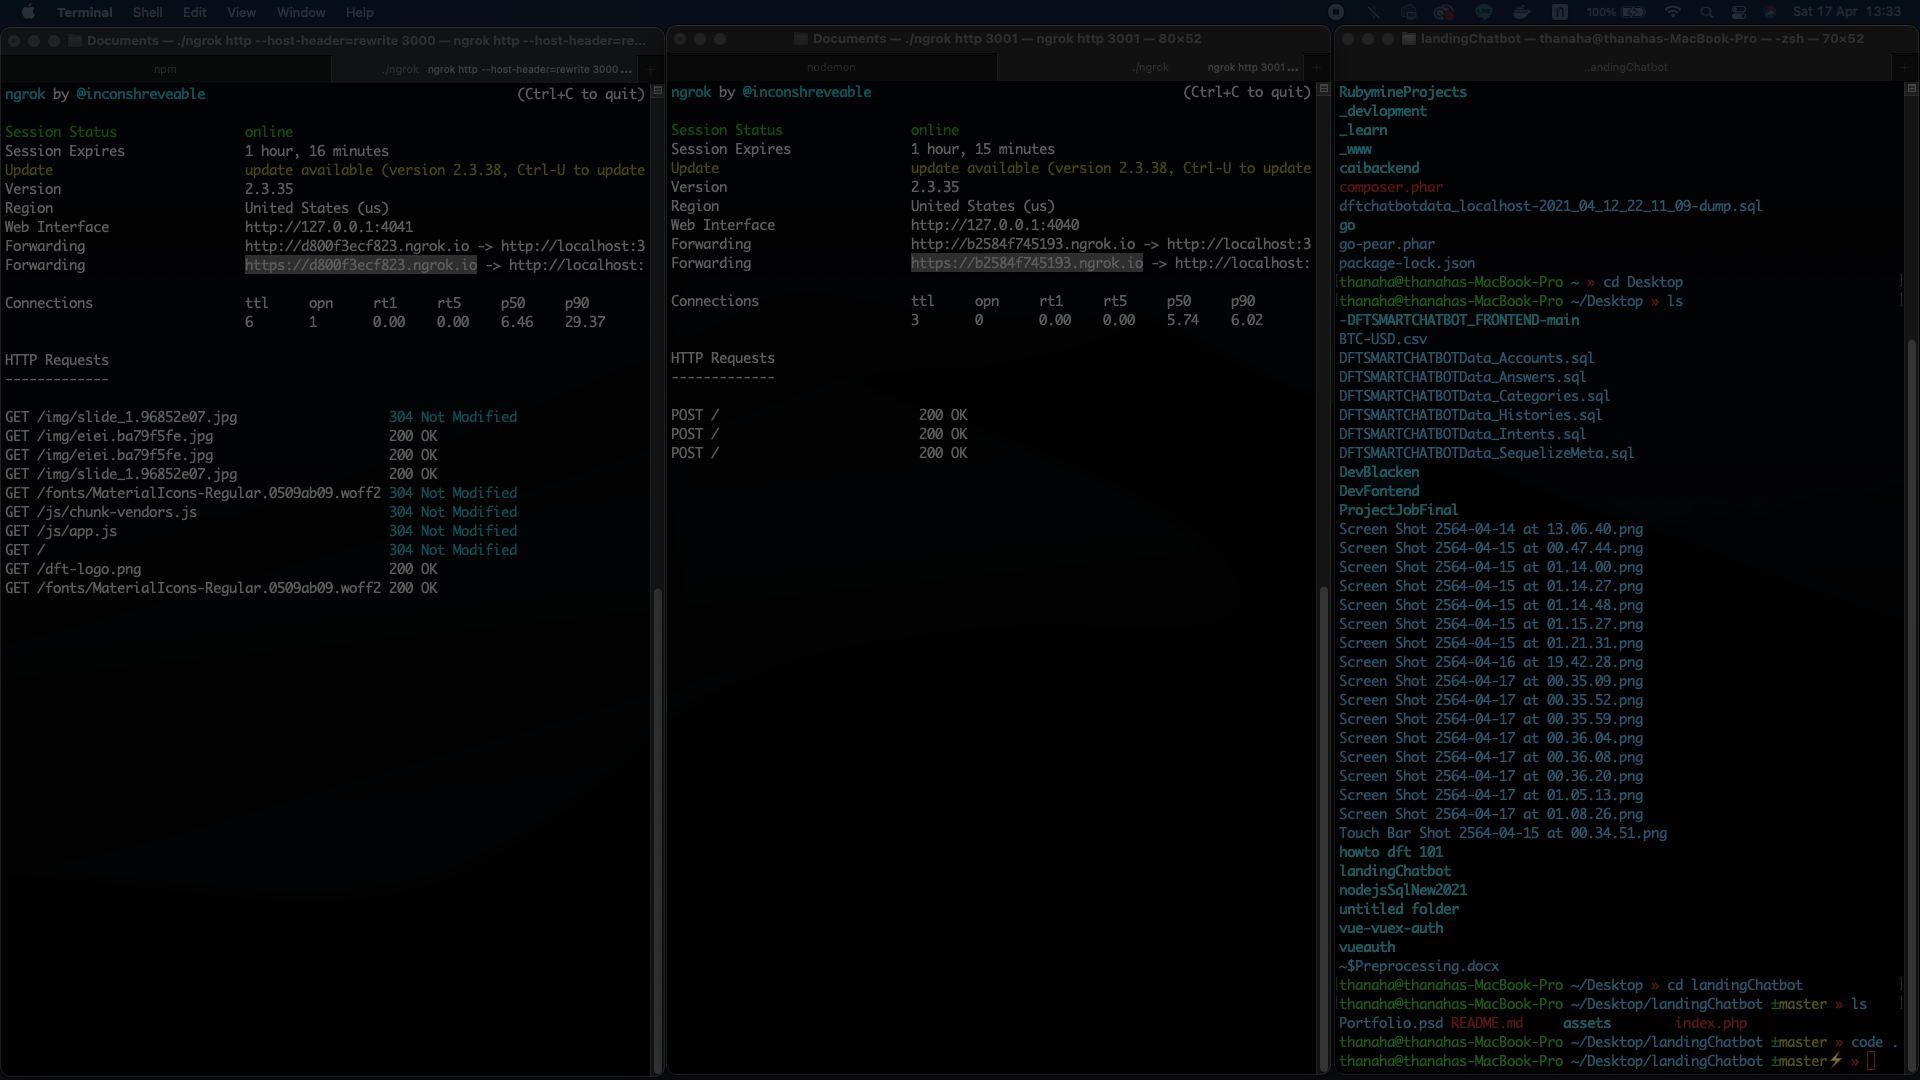 Terminal Shell Edit View Window Help 100% Sat 17 Apr 13:33
Documents — ./ngrok http --host-header=rewrite 3000 — ngrok http --host-header=re...
npm ./ngrok ngrok http --host-header=rewrite 3000 ...
ngrok by @inconshreveable (Ctrl+C to quit)
Session Status online
Session Expires 1 hour, 16 minutes
Update update available (version 2.3.38, Ctrl-U to update
Version 2.3.35
Region United States (us)
Web Interface http://127.0.0.1:4041
Forwarding http://d800f3ecf823.ngrok.io -> http://localhost:3
Forwarding https://d800f3ecf823.ngrok.io -> http://localhost:
Connections ttl opn rt1 rt5 p50 p90
6 1 0.00 0.00 6.46 29.37
HTTP Requests
-------------
GET /img/slide_1.96852e07.jpg 304 Not Modified
GET /img/eiei.ba79f5fe.jpg 200 OK
GET /img/eiei.ba79f5fe.jpg 200 OK
GET /img/slide_1.96852e07.jpg 200 OK
GET /fonts/MaterialIcons-Regular.0509ab09.woff2 304 Not Modified
GET /js/chunk-vendors.js 304 Not Modified
GET /js/app.js 304 Not Modified
GET / 304 Not Modified
GET /dft-logo.png 200 OK
GET /fonts/MaterialIcons-Regular.0509ab09.woff2 200 OK
Documents — ./ngrok http 3001 — ngrok http 3001 — 80×52
nodemon ./ngrok ngrok http 3001 ...
ngrok by @inconshreveable (Ctrl+C to quit)
Session Status online
Session Expires 1 hour, 15 minutes
Update update available (version 2.3.38, Ctrl-U to update
Version 2.3.35
Region United States (us)
Web Interface http://127.0.0.1:4040
Forwarding http://b2584f745193.ngrok.io -> http://localhost:3
Forwarding https://b2584f745193.ngrok.io -> http://localhost:
Connections ttl opn rt1 rt5 p50 p90
3 0 0.00 0.00 5.74 6.02
HTTP Requests
-------------
POST / 200 OK
POST / 200 OK
POST / 200 OK
landingChatbot — thanaha@thanahas-MacBook-Pro — -zsh — 70×52
..andingChatbot
RubymineProjects
_devlopment
_learn
_www
caibackend
composer.phar
dftchatbotdata_localhost-2021_04_12_22_11_09-dump.sql
go
go-pear.phar
package-lock.json
thanaha@thanahas-MacBook-Pro ~ » cd Desktop
thanaha@thanahas-MacBook-Pro ~/Desktop » ls
-DFTSMARTCHATBOT_FRONTEND-main
BTC-USD.csv
DFTSMARTCHATBOTData_Accounts.sql
DFTSMARTCHATBOTData_Answers.sql
DFTSMARTCHATBOTData_Categories.sql
DFTSMARTCHATBOTData_Histories.sql
DFTSMARTCHATBOTData_Intents.sql
DFTSMARTCHATBOTData_SequelizeMeta.sql
DevBlacken
DevFontend
ProjectJobFinal
Screen Shot 2564-04-14 at 13.06.40.png
Screen Shot 2564-04-15 at 00.47.44.png
Screen Shot 2564-04-15 at 01.14.00.png
Screen Shot 2564-04-15 at 01.14.27.png
Screen Shot 2564-04-15 at 01.14.48.png
Screen Shot 2564-04-15 at 01.15.27.png
Screen Shot 2564-04-15 at 01.21.31.png
Screen Shot 2564-04-16 at 19.42.28.png
Screen Shot 2564-04-17 at 00.35.09.png
Screen Shot 2564-04-17 at 00.35.52.png
Screen Shot 2564-04-17 at 00.35.59.png
Screen Shot 2564-04-17 at 00.36.04.png
Screen Shot 2564-04-17 at 00.36.08.png
Screen Shot 2564-04-17 at 00.36.20.png
Screen Shot 2564-04-17 at 01.05.13.png
Screen Shot 2564-04-17 at 01.08.26.png
Touch Bar Shot 2564-04-15 at 00.34.51.png
howto dft 101
landingChatbot
nodejsSqlNew2021
untitled folder
vue-vuex-auth
vueauth
~$Preprocessing.docx
thanaha@thanahas-MacBook-Pro ~/Desktop » cd landingChatbot
thanaha@thanahas-MacBook-Pro ~/Desktop/landingChatbot ±master » ls
Portfolio.psd README.md assets index.php
thanaha@thanahas-MacBook-Pro ~/Desktop/landingChatbot ±master » code .
thanaha@thanahas-MacBook-Pro ~/Desktop/landingChatbot ±master⚡ »